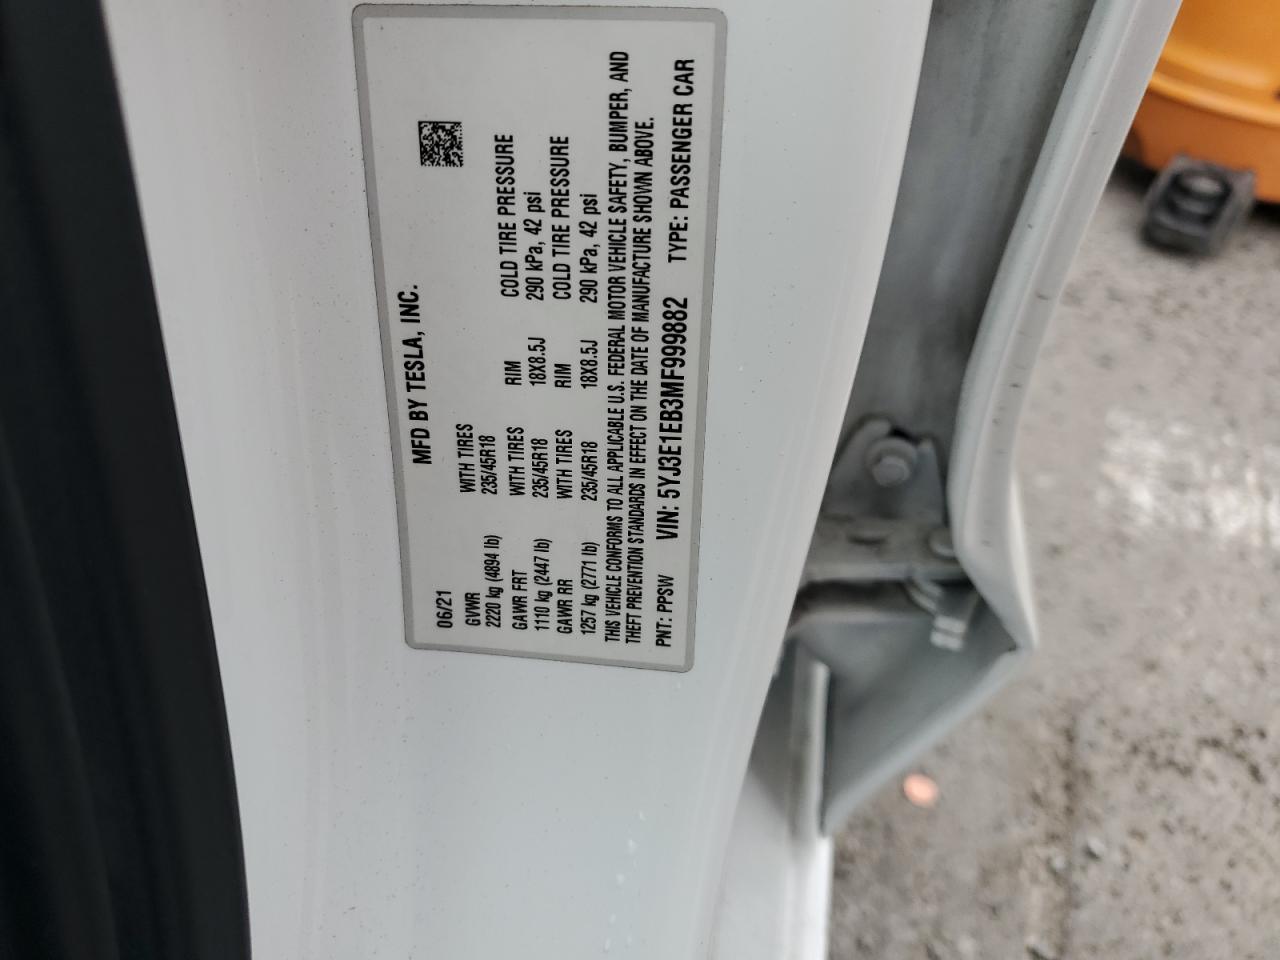 MFD BY TESLA, INC.
06/21
GVWR WITH TIRES
2220 kg (4894 lb) 235/45R18
GAWR FRT WITH TIRES RIM COLD TIRE PRESSURE
1110 kg (2447 lb) 235/45R18 18X8.5J 290 kPa, 42 psi
GAWR RR WITH TIRES RIM COLD TIRE PRESSURE
1257 kg (2771 lb) 235/45R18 18X8.5J 290 kPa, 42 psi
THIS VEHICLE CONFORMS TO ALL APPLICABLE U.S. FEDERAL MOTOR VEHICLE SAFETY, BUMPER, AND
THEFT PREVENTION STANDARDS IN EFFECT ON THE DATE OF MANUFACTURE SHOWN ABOVE.
PNT: PPSW VIN: 5YJ3E1EB3MF999882 TYPE: PASSENGER CAR